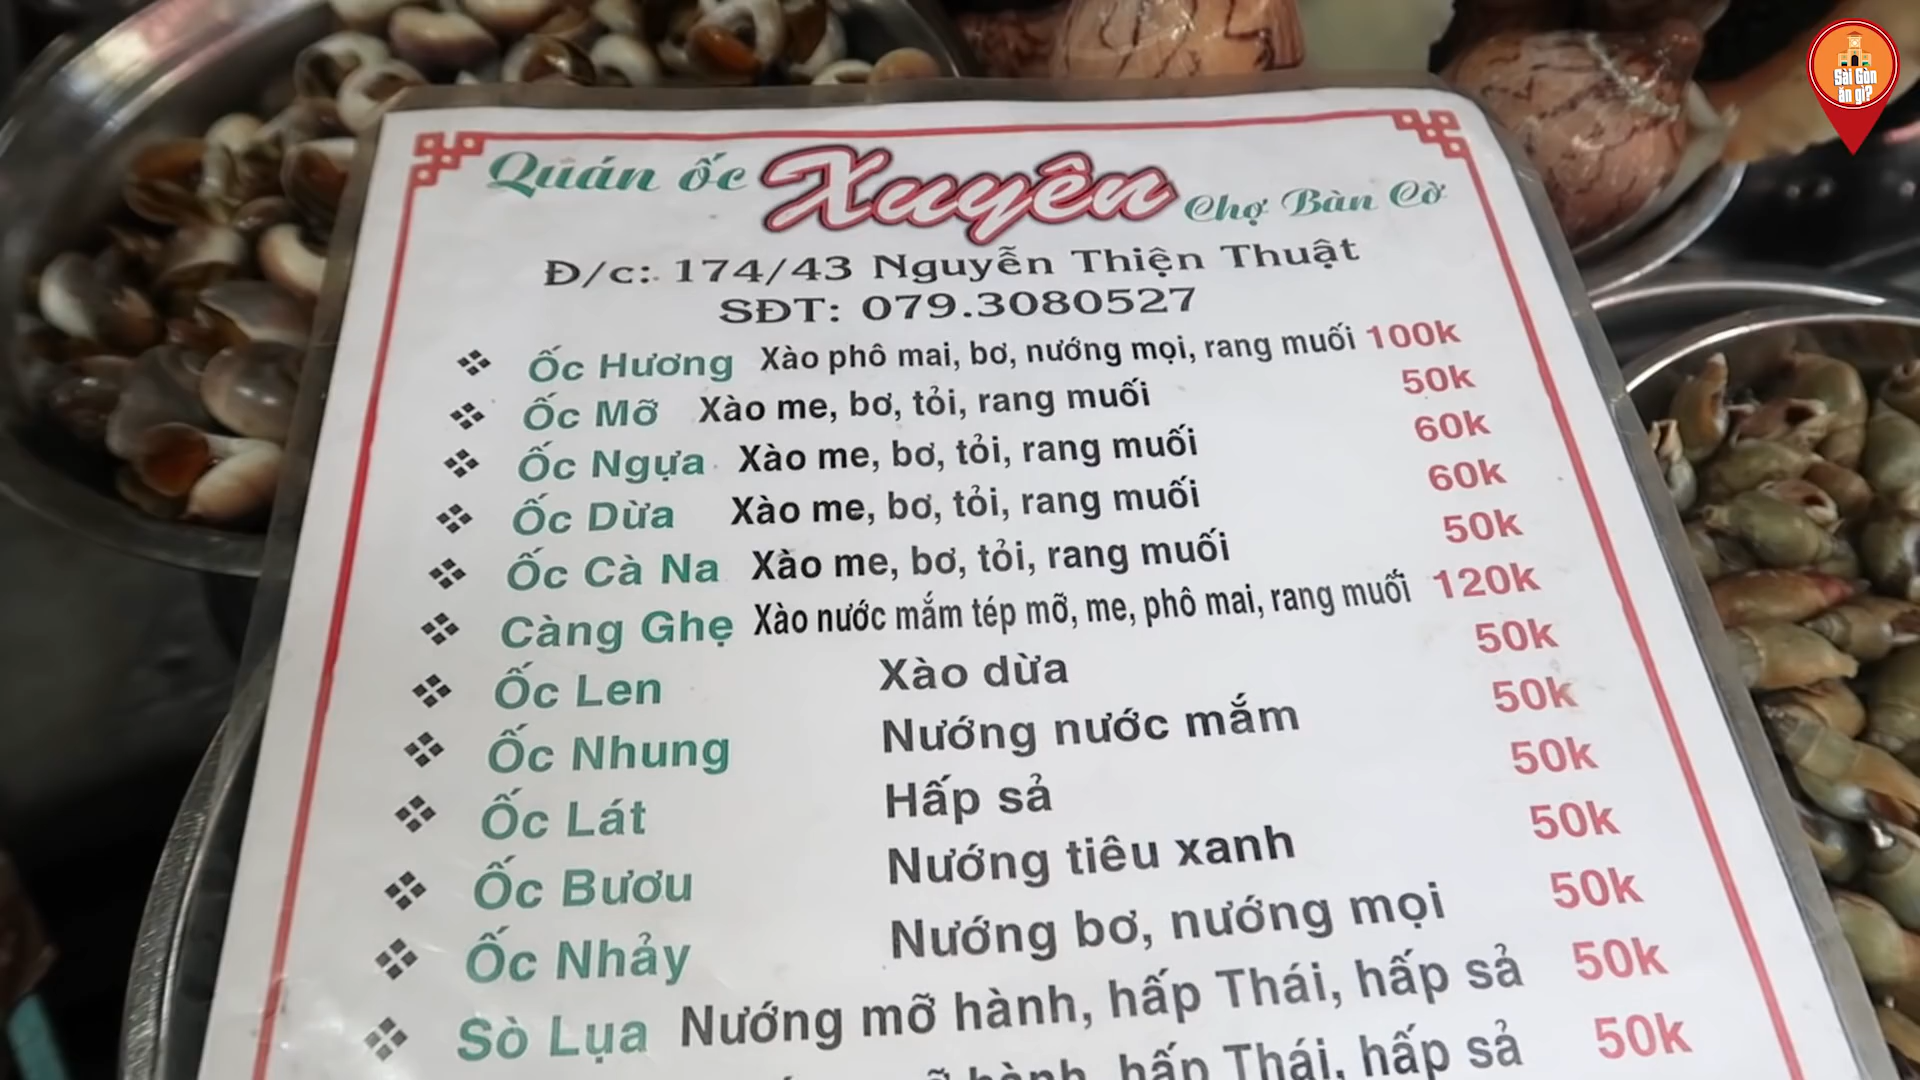 Sài Gòn
ăn gì?
Quán ốc Xuyên Chợ Bàn Cờ
Đ/c: 174/43 Nguyễn Thiện Thuật
SĐT: 079.3080527
❖ Ốc Hương Xào phô mai, bơ, nướng mọi, rang muối 100k
❖ Ốc Mỡ Xào me, bơ, tỏi, rang muối 50k
❖ Ốc Ngựa Xào me, bơ, tỏi, rang muối 60k
❖ Ốc Dừa Xào me, bơ, tỏi, rang muối 60k
❖ Ốc Cà Na Xào me, bơ, tỏi, rang muối 50k
❖ Càng Ghẹ Xào nước mắm tép mỡ, me, phô mai, rang muối 120k
❖ Ốc Len Xào dừa 50k
❖ Ốc Nhung Nướng nước mắm 50k
❖ Ốc Lát Hấp sả 50k
❖ Ốc Bươu Nướng tiêu xanh 50k
❖ Ốc Nhảy Nướng bơ, nướng mọi 50k
❖ Sò Lụa Nướng mỡ hành, hấp Thái, hấp sả 50k
hành, hấp Thái, hấp sả 50k